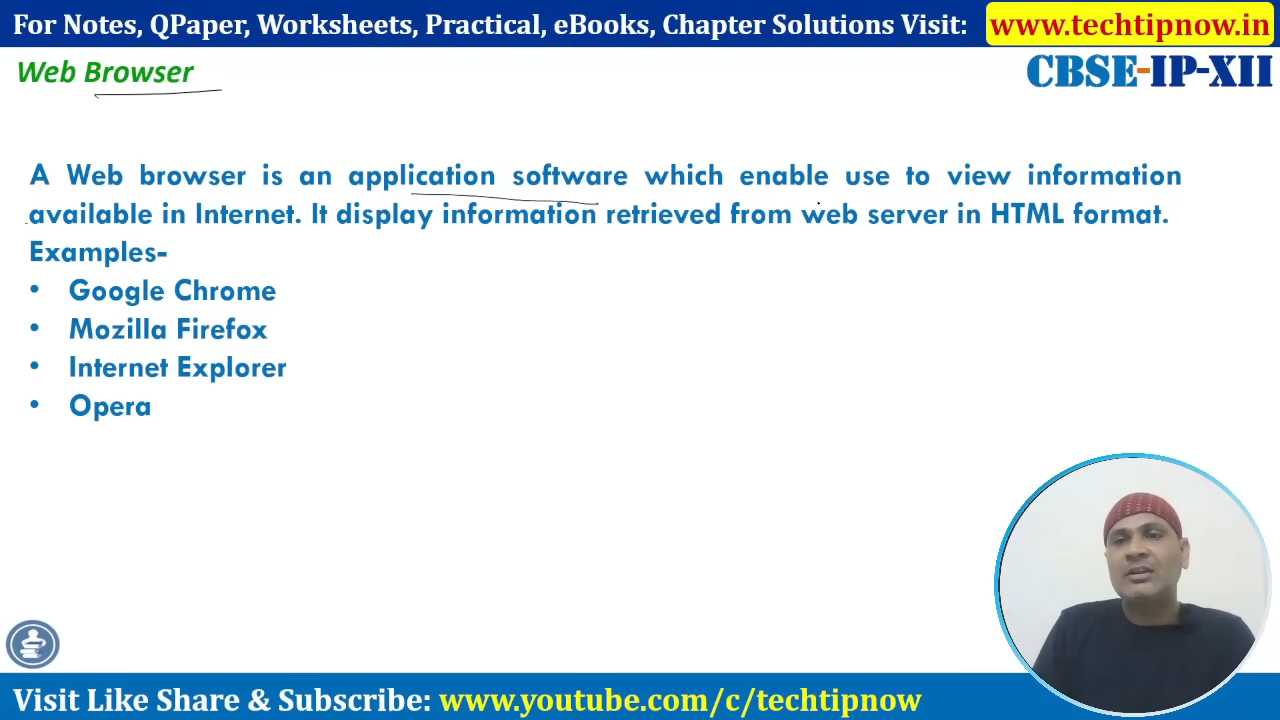 For Notes, QPaper, Worksheets, Practical, eBooks, Chapter Solutions Visit: www.techtipnow.in
Web Browser
CBSE-IP-XII
A Web browser is an application software which enable use to view information
available in Internet. It display information retrieved from web server in HTML format.
Examples-
• Google Chrome
• Mozilla Firefox
• Internet Explorer
• Opera
Visit Like Share & Subscribe: www.youtube.com/c/techtipnow